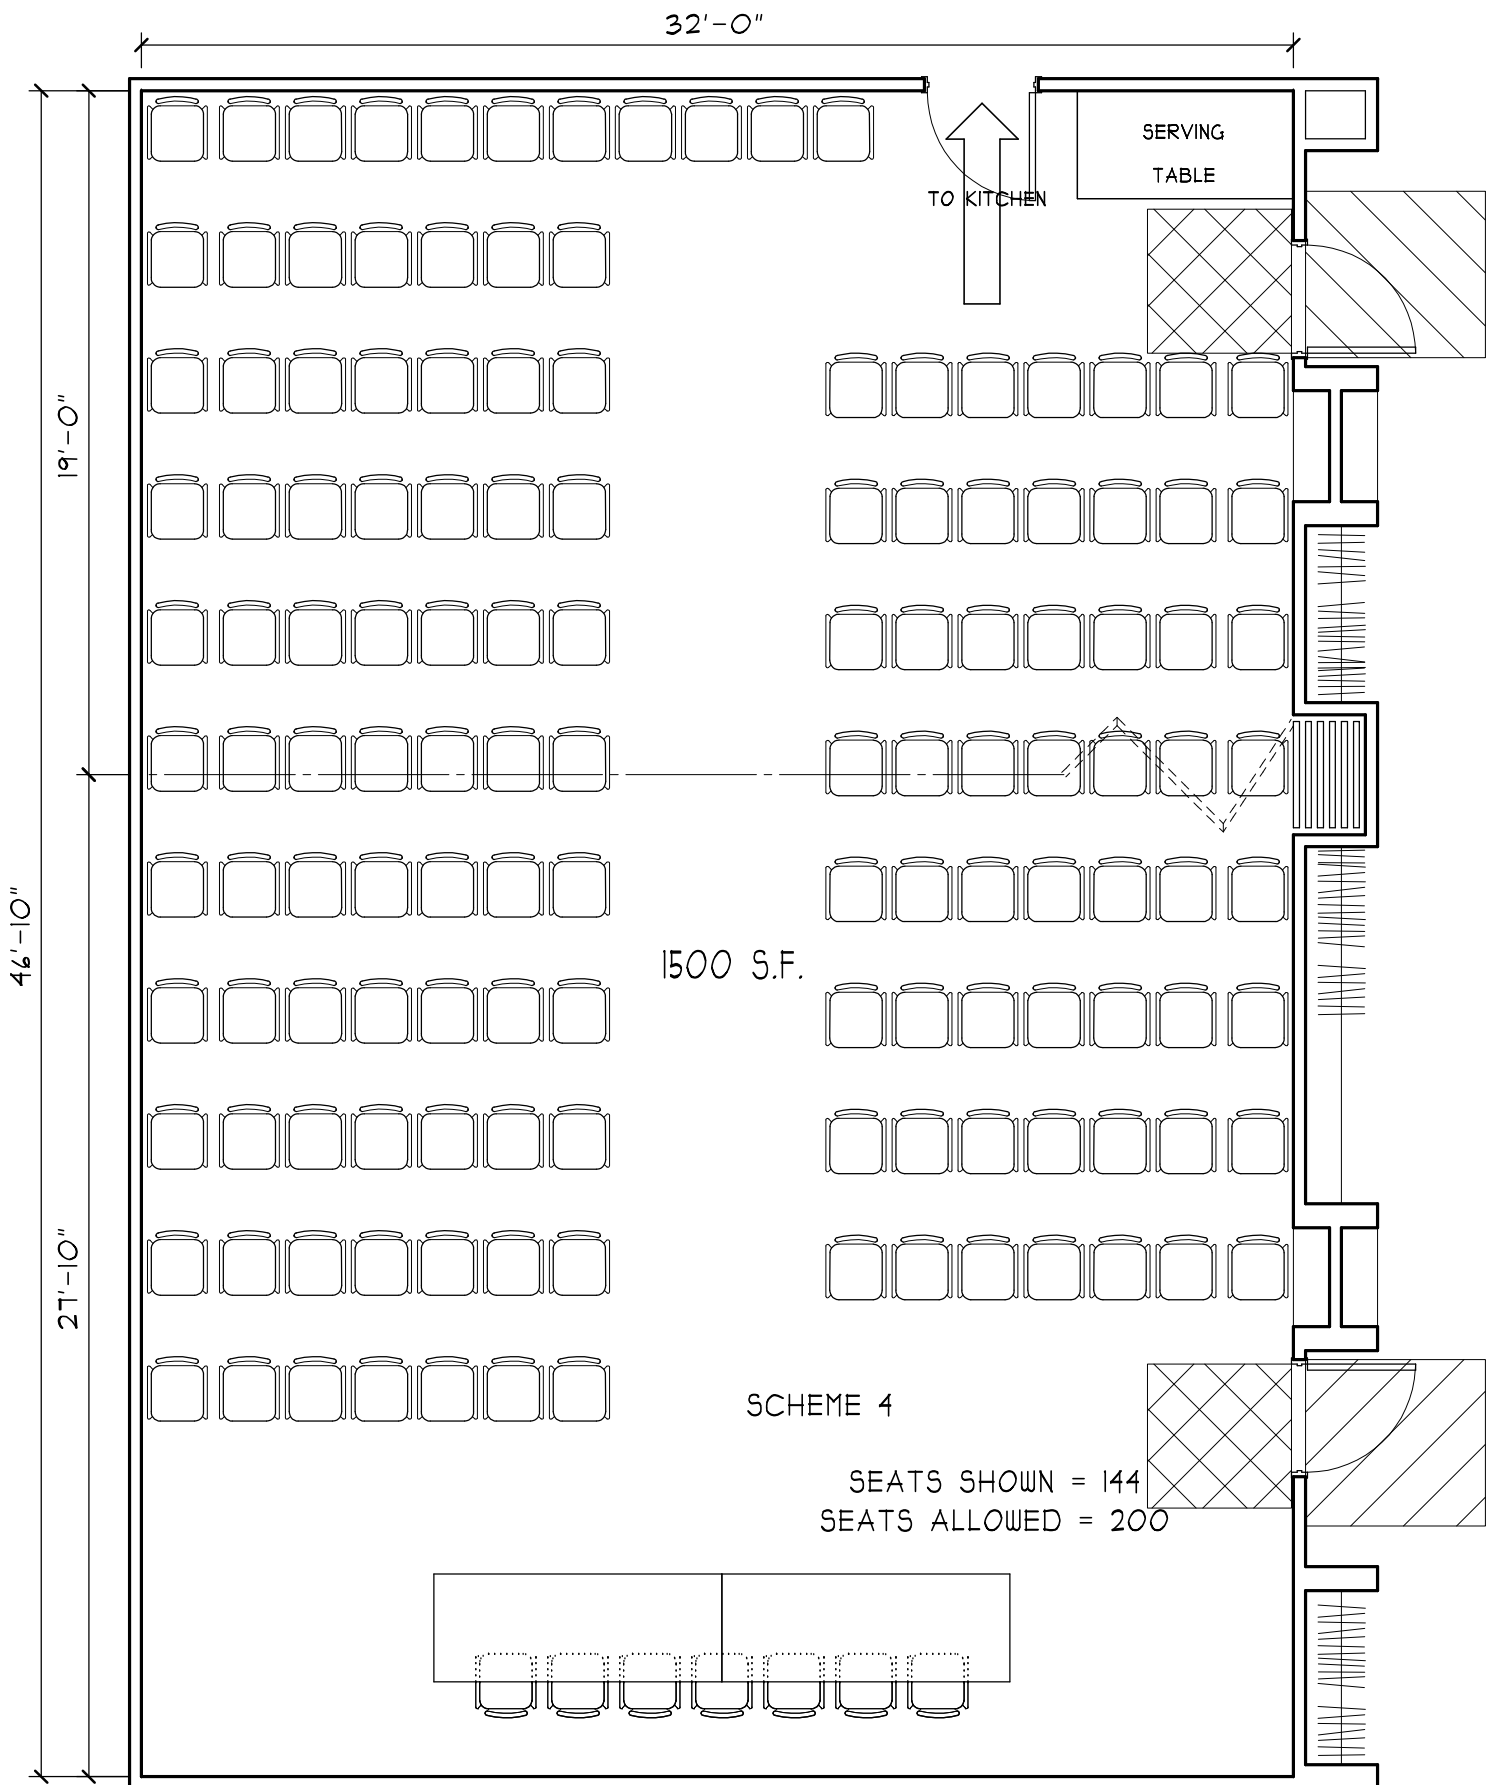 32'-0"
SERVING
TABLE
TO KITCHEN
19'-0"
46'-10"
1500 S.F.
27'-10"
SCHEME 4
SEATS SHOWN = 144
SEATS ALLOWED = 200